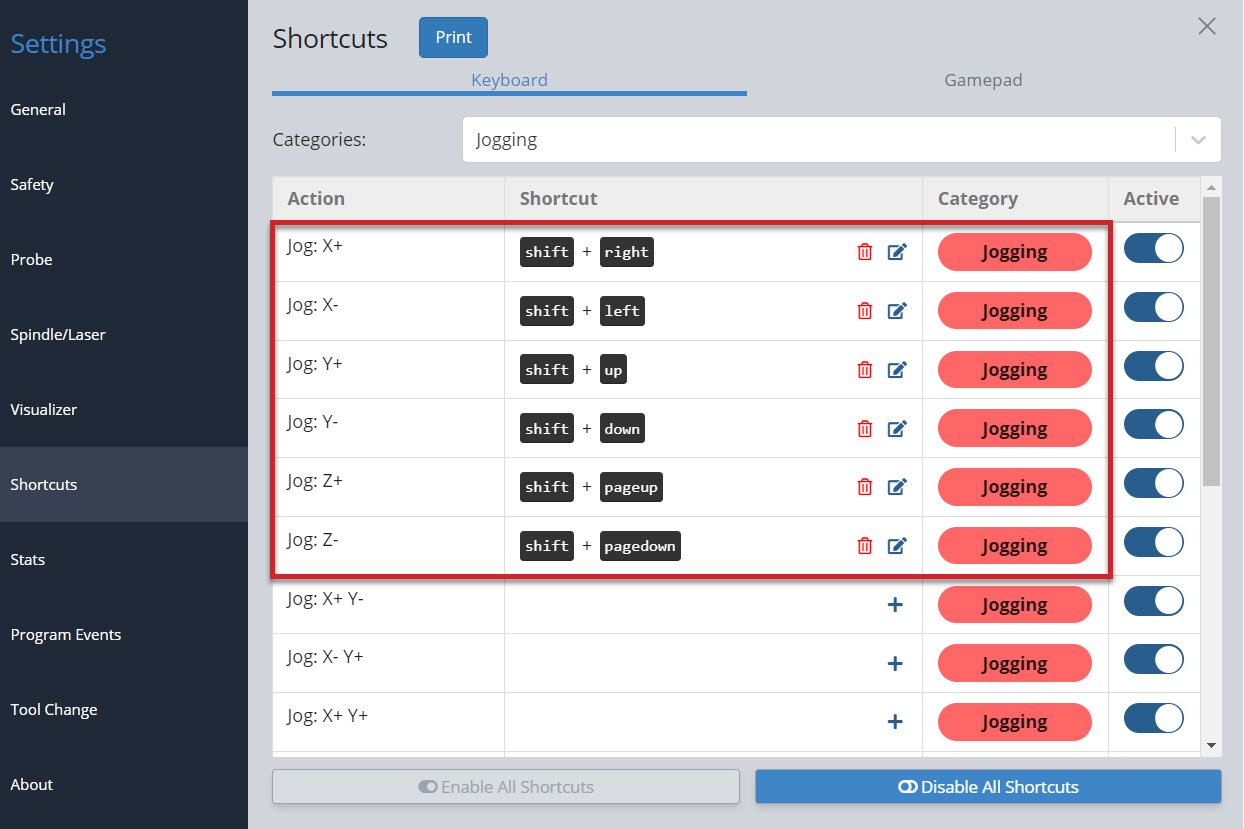 Settings
General
Safety
Probe
Spindle/Laser
Visualizer
Shortcuts
Stats
Program Events
Tool Change
About
Shortcuts Print
Keyboard Gamepad
Categories: Jogging
Action Shortcut Category Active
Jog: X+ shift + right Jogging
Jog: X- shift + left Jogging
Jog: Y+ shift + up Jogging
Jog: Y- shift + down Jogging
Jog: Z+ shift + pageup Jogging
Jog: Z- shift + pagedown Jogging
Jog: X+ Y- + Jogging
Jog: X- Y+ + Jogging
Jog: X+ Y+ + Jogging
Enable All Shortcuts Disable All Shortcuts